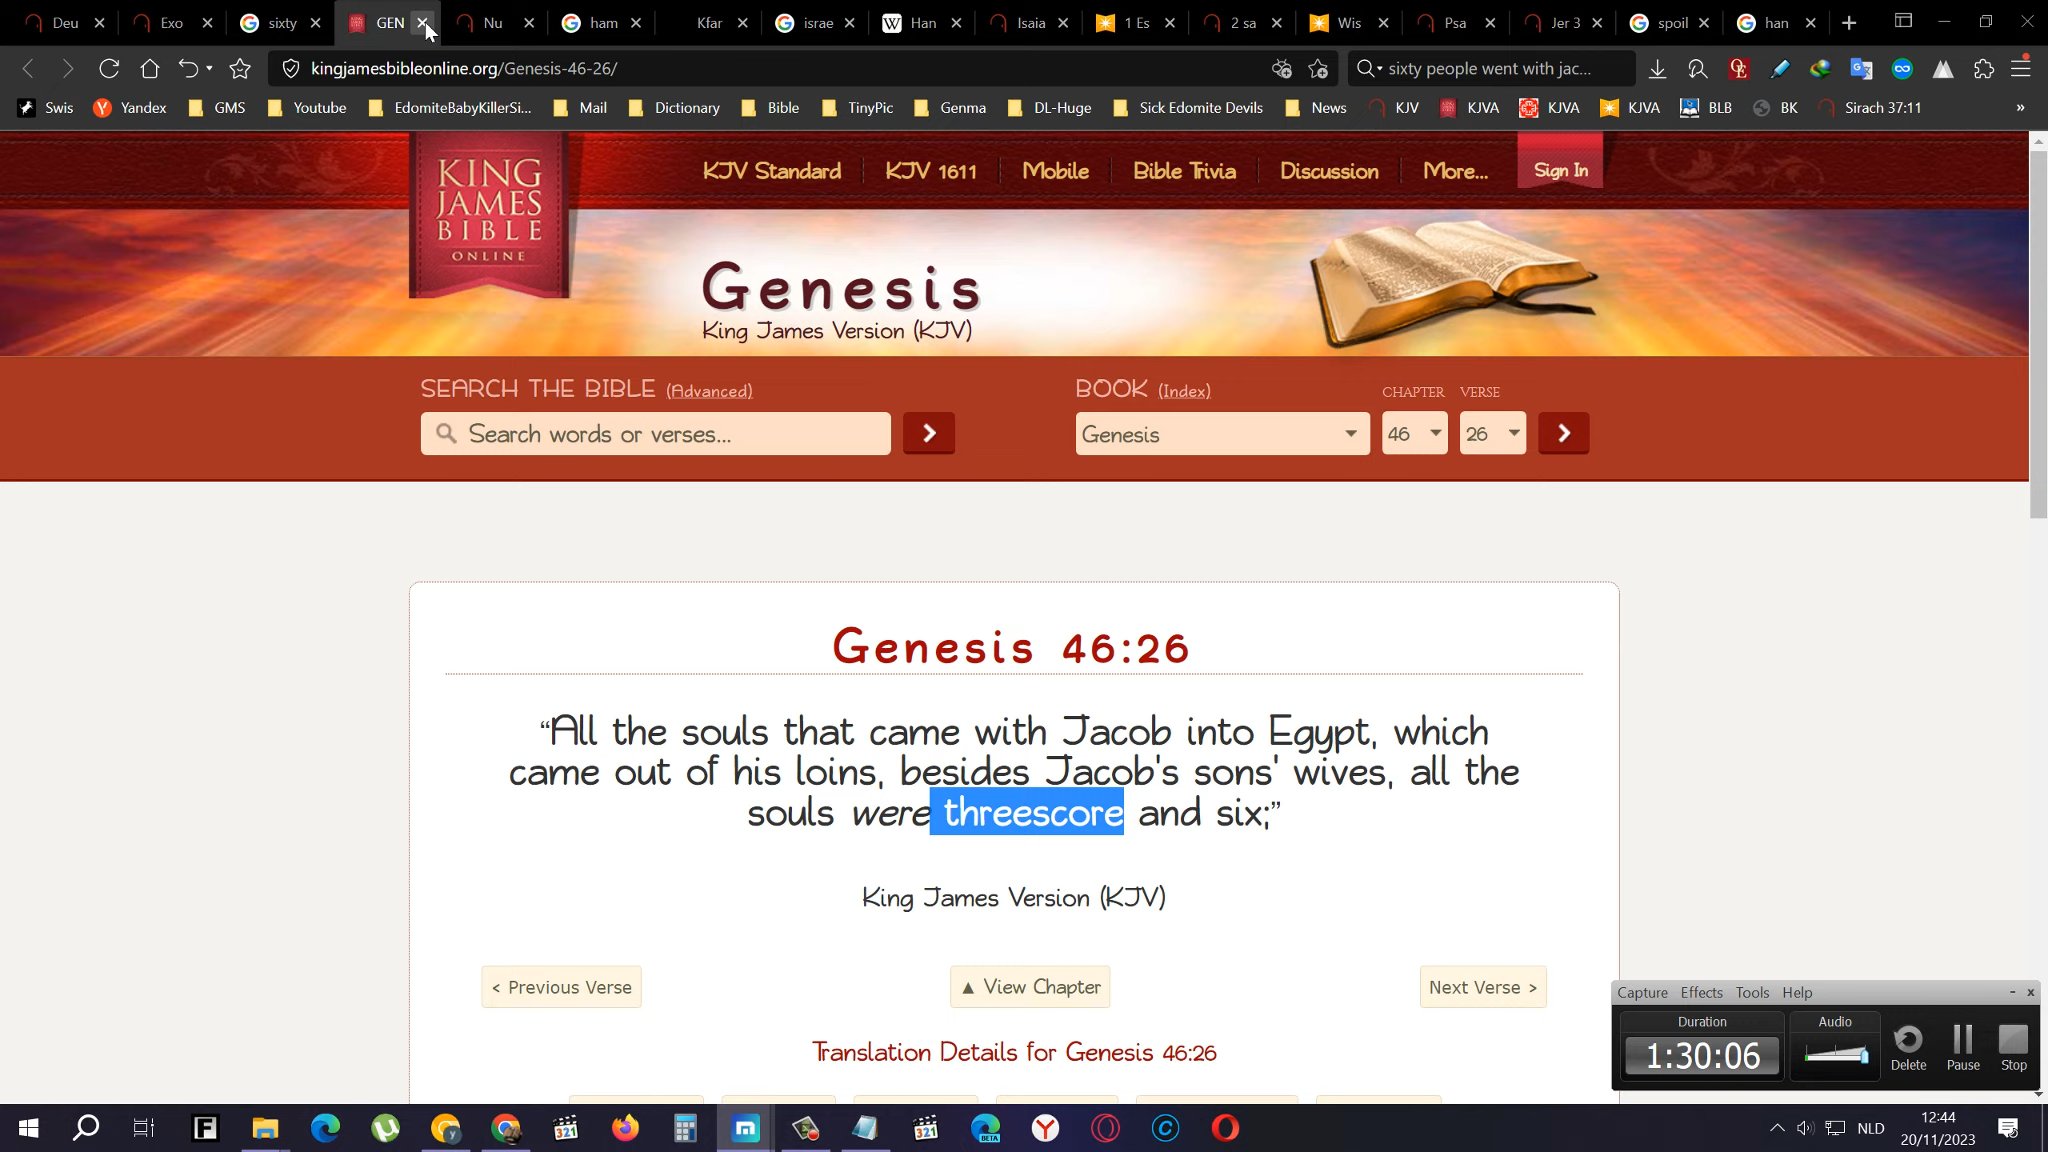 Deu
Exo
sixty
GEN
Nu
ham
Kfar
israe
Han
Isaia
1 Es
2 sa
Wis
Psa
Jer 3
spoil
han
kingjamesbibleonline.org/Genesis-46-26/
sixty people went with jac...
Swis
Yandex
GMS
Youtube
EdomiteBabyKillerSi...
Mail
Dictionary
Bible
TinyPic
Genma
DL-Huge
Sick Edomite Devils
News
KJV
KJVA
KJVA
KJVA
BLB
BK
Sirach 37:11
KING
JAMES
BIBLE
ONLINE
KJV Standard
KJV 1611
Mobile
Bible Trivia
Discussion
More...
Sign In
Genesis
King James Version (KJV)
SEARCH THE BIBLE (Advanced)
BOOK (Index)
CHAPTER
VERSE
Search words or verses...
Genesis
46
26
Genesis 46:26
“All the souls that came with Jacob into Egypt, which
came out of his loins, besides Jacob's sons' wives, all the
souls were threescore and six;”
King James Version (KJV)
< Previous Verse
▲ View Chapter
Next Verse >
Translation Details for Genesis 46:26
Capture Effects Tools Help
Duration
Audio
1:30:06
Delete
Pause
Stop
321
321
BETA
NLD
12:44
20/11/2023